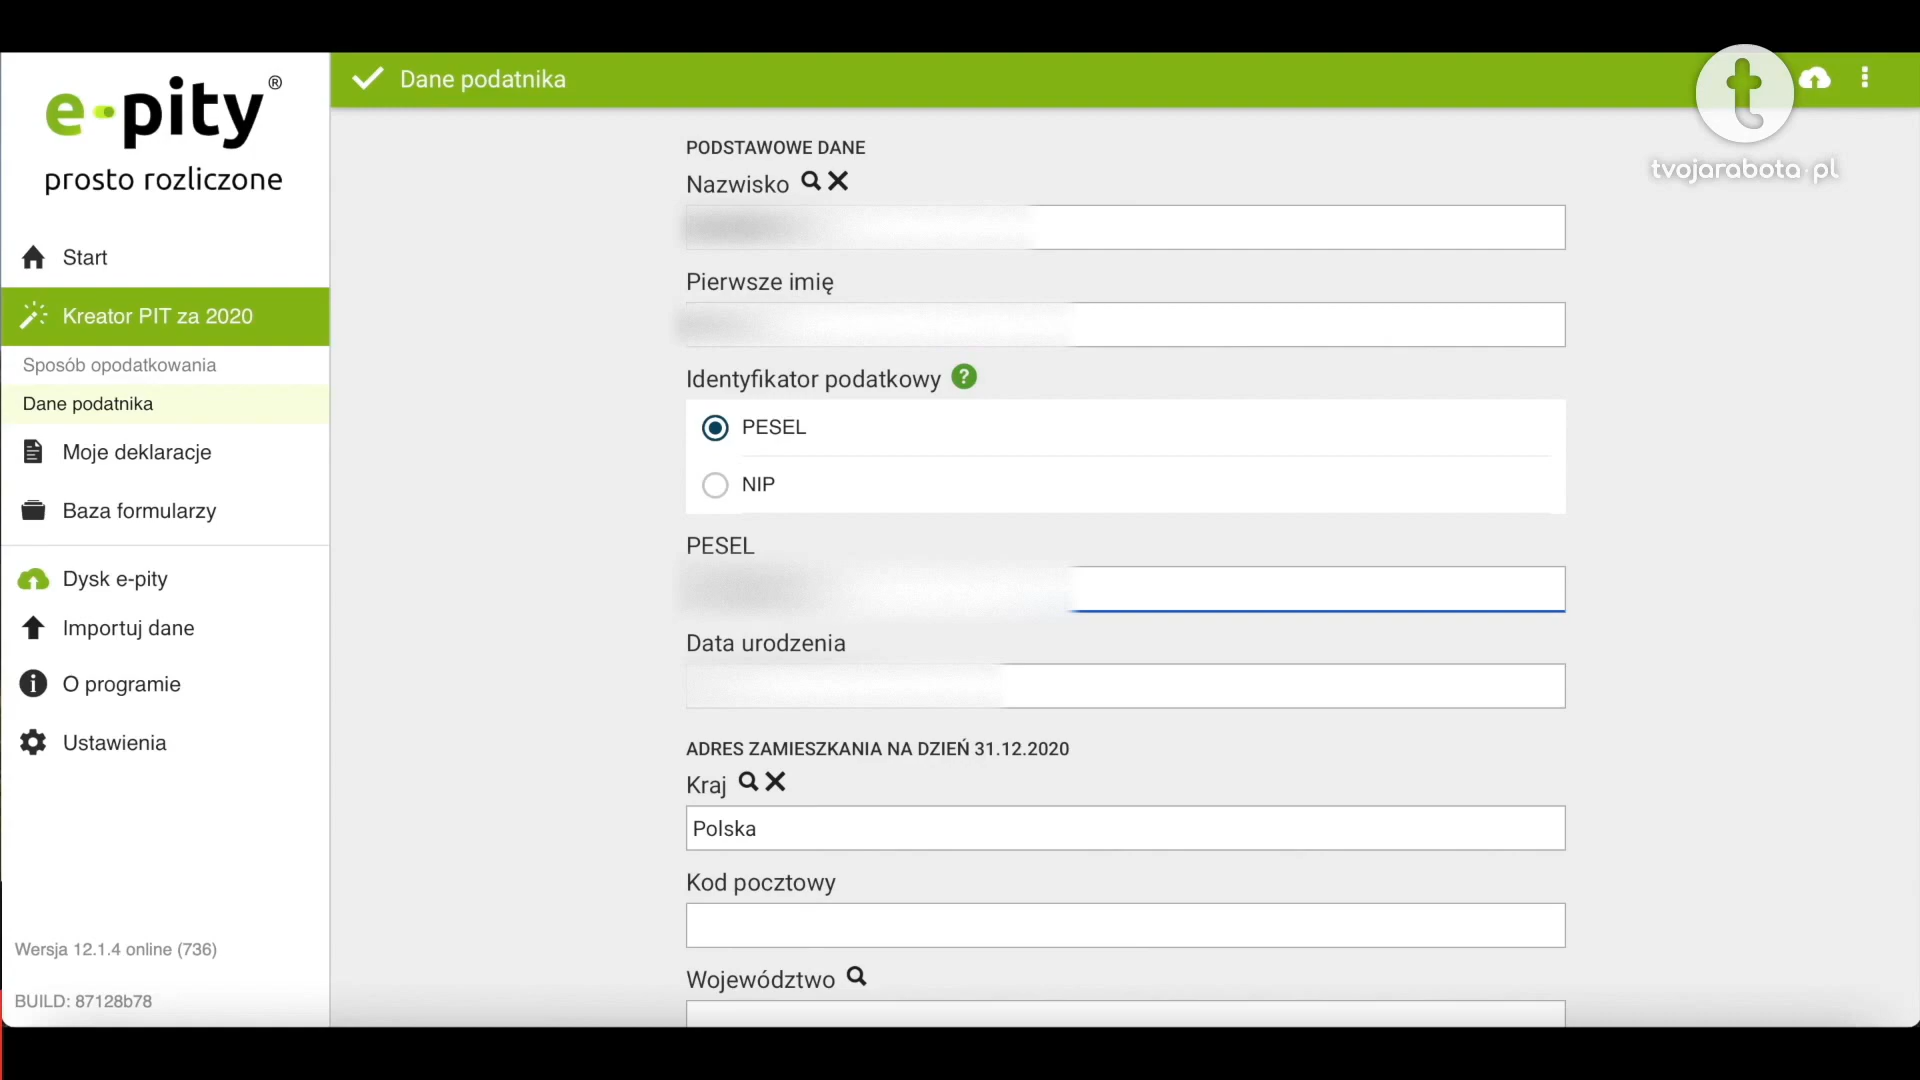 e-pity®
prosto rozliczone
Start
Kreator PIT za 2020
Sposób opodatkowania
Dane podatnika
Moje deklaracje
Baza formularzy
Dysk e-pity
Importuj dane
O programie
Ustawienia
Wersja 12.1.4 online (736)
BUILD: 87128b78
Dane podatnika
t
tvojarabota.pl
PODSTAWOWE DANE
Nazwisko
Pierwsze imię
Identyfikator podatkowy ?
PESEL
NIP
PESEL
Data urodzenia
ADRES ZAMIESZKANIA NA DZIEŃ 31.12.2020
Kraj
Polska
Kod pocztowy
Województwo